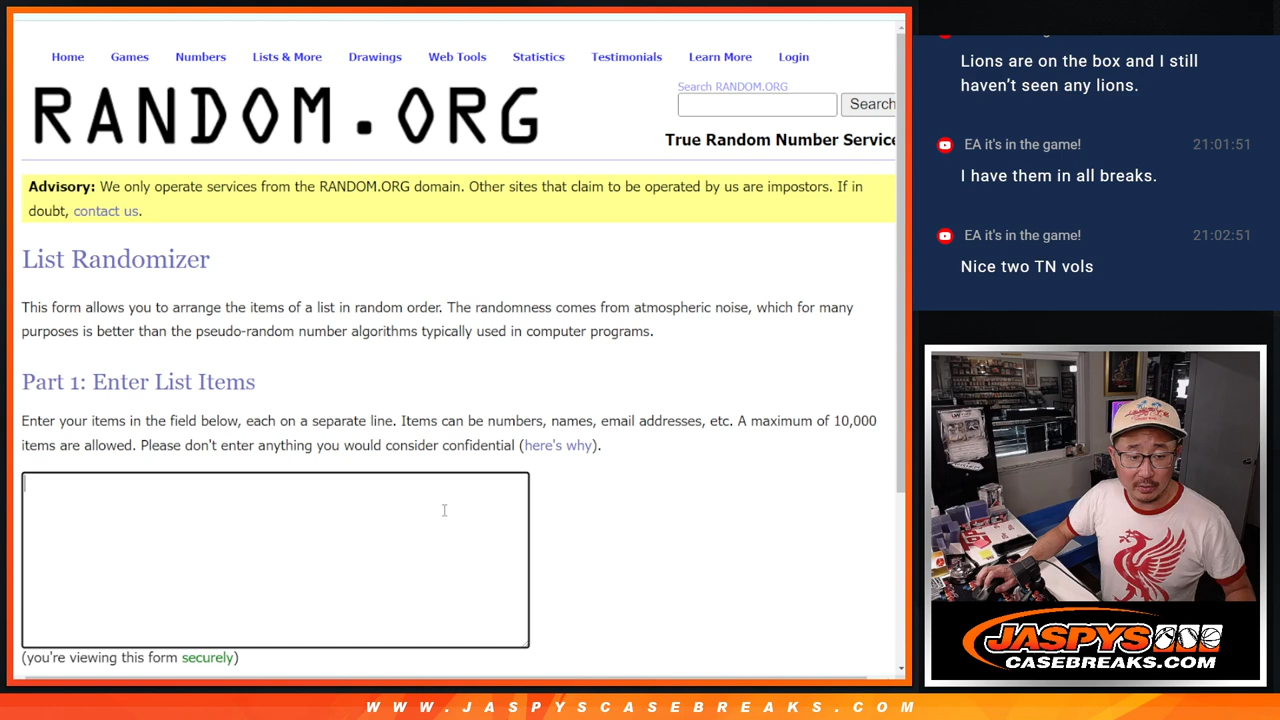 Home Games Numbers Lists & More Drawings Web Tools Statistics Testimonials Learn More Login
RANDOM.ORG
Search RANDOM.ORG
Search
True Random Number Service
Advisory: We only operate services from the RANDOM.ORG domain. Other sites that claim to be operated by us are impostors. If in
doubt, contact us.
List Randomizer
This form allows you to arrange the items of a list in random order. The randomness comes from atmospheric noise, which for many
purposes is better than the pseudo-random number algorithms typically used in computer programs.
Part 1: Enter List Items
Enter your items in the field below, each on a separate line. Items can be numbers, names, email addresses, etc. A maximum of 10,000
items are allowed. Please don't enter anything you would consider confidential (here's why).
(you're viewing this form securely)
Lions are on the box and I still
haven't seen any lions.
EA it's in the game! 21:01:51
I have them in all breaks.
EA it's in the game! 21:02:51
Nice two TN vols
JASPYS
CASEBREAKS.COM
WWW.JASPYSCASEBREAKS.COM